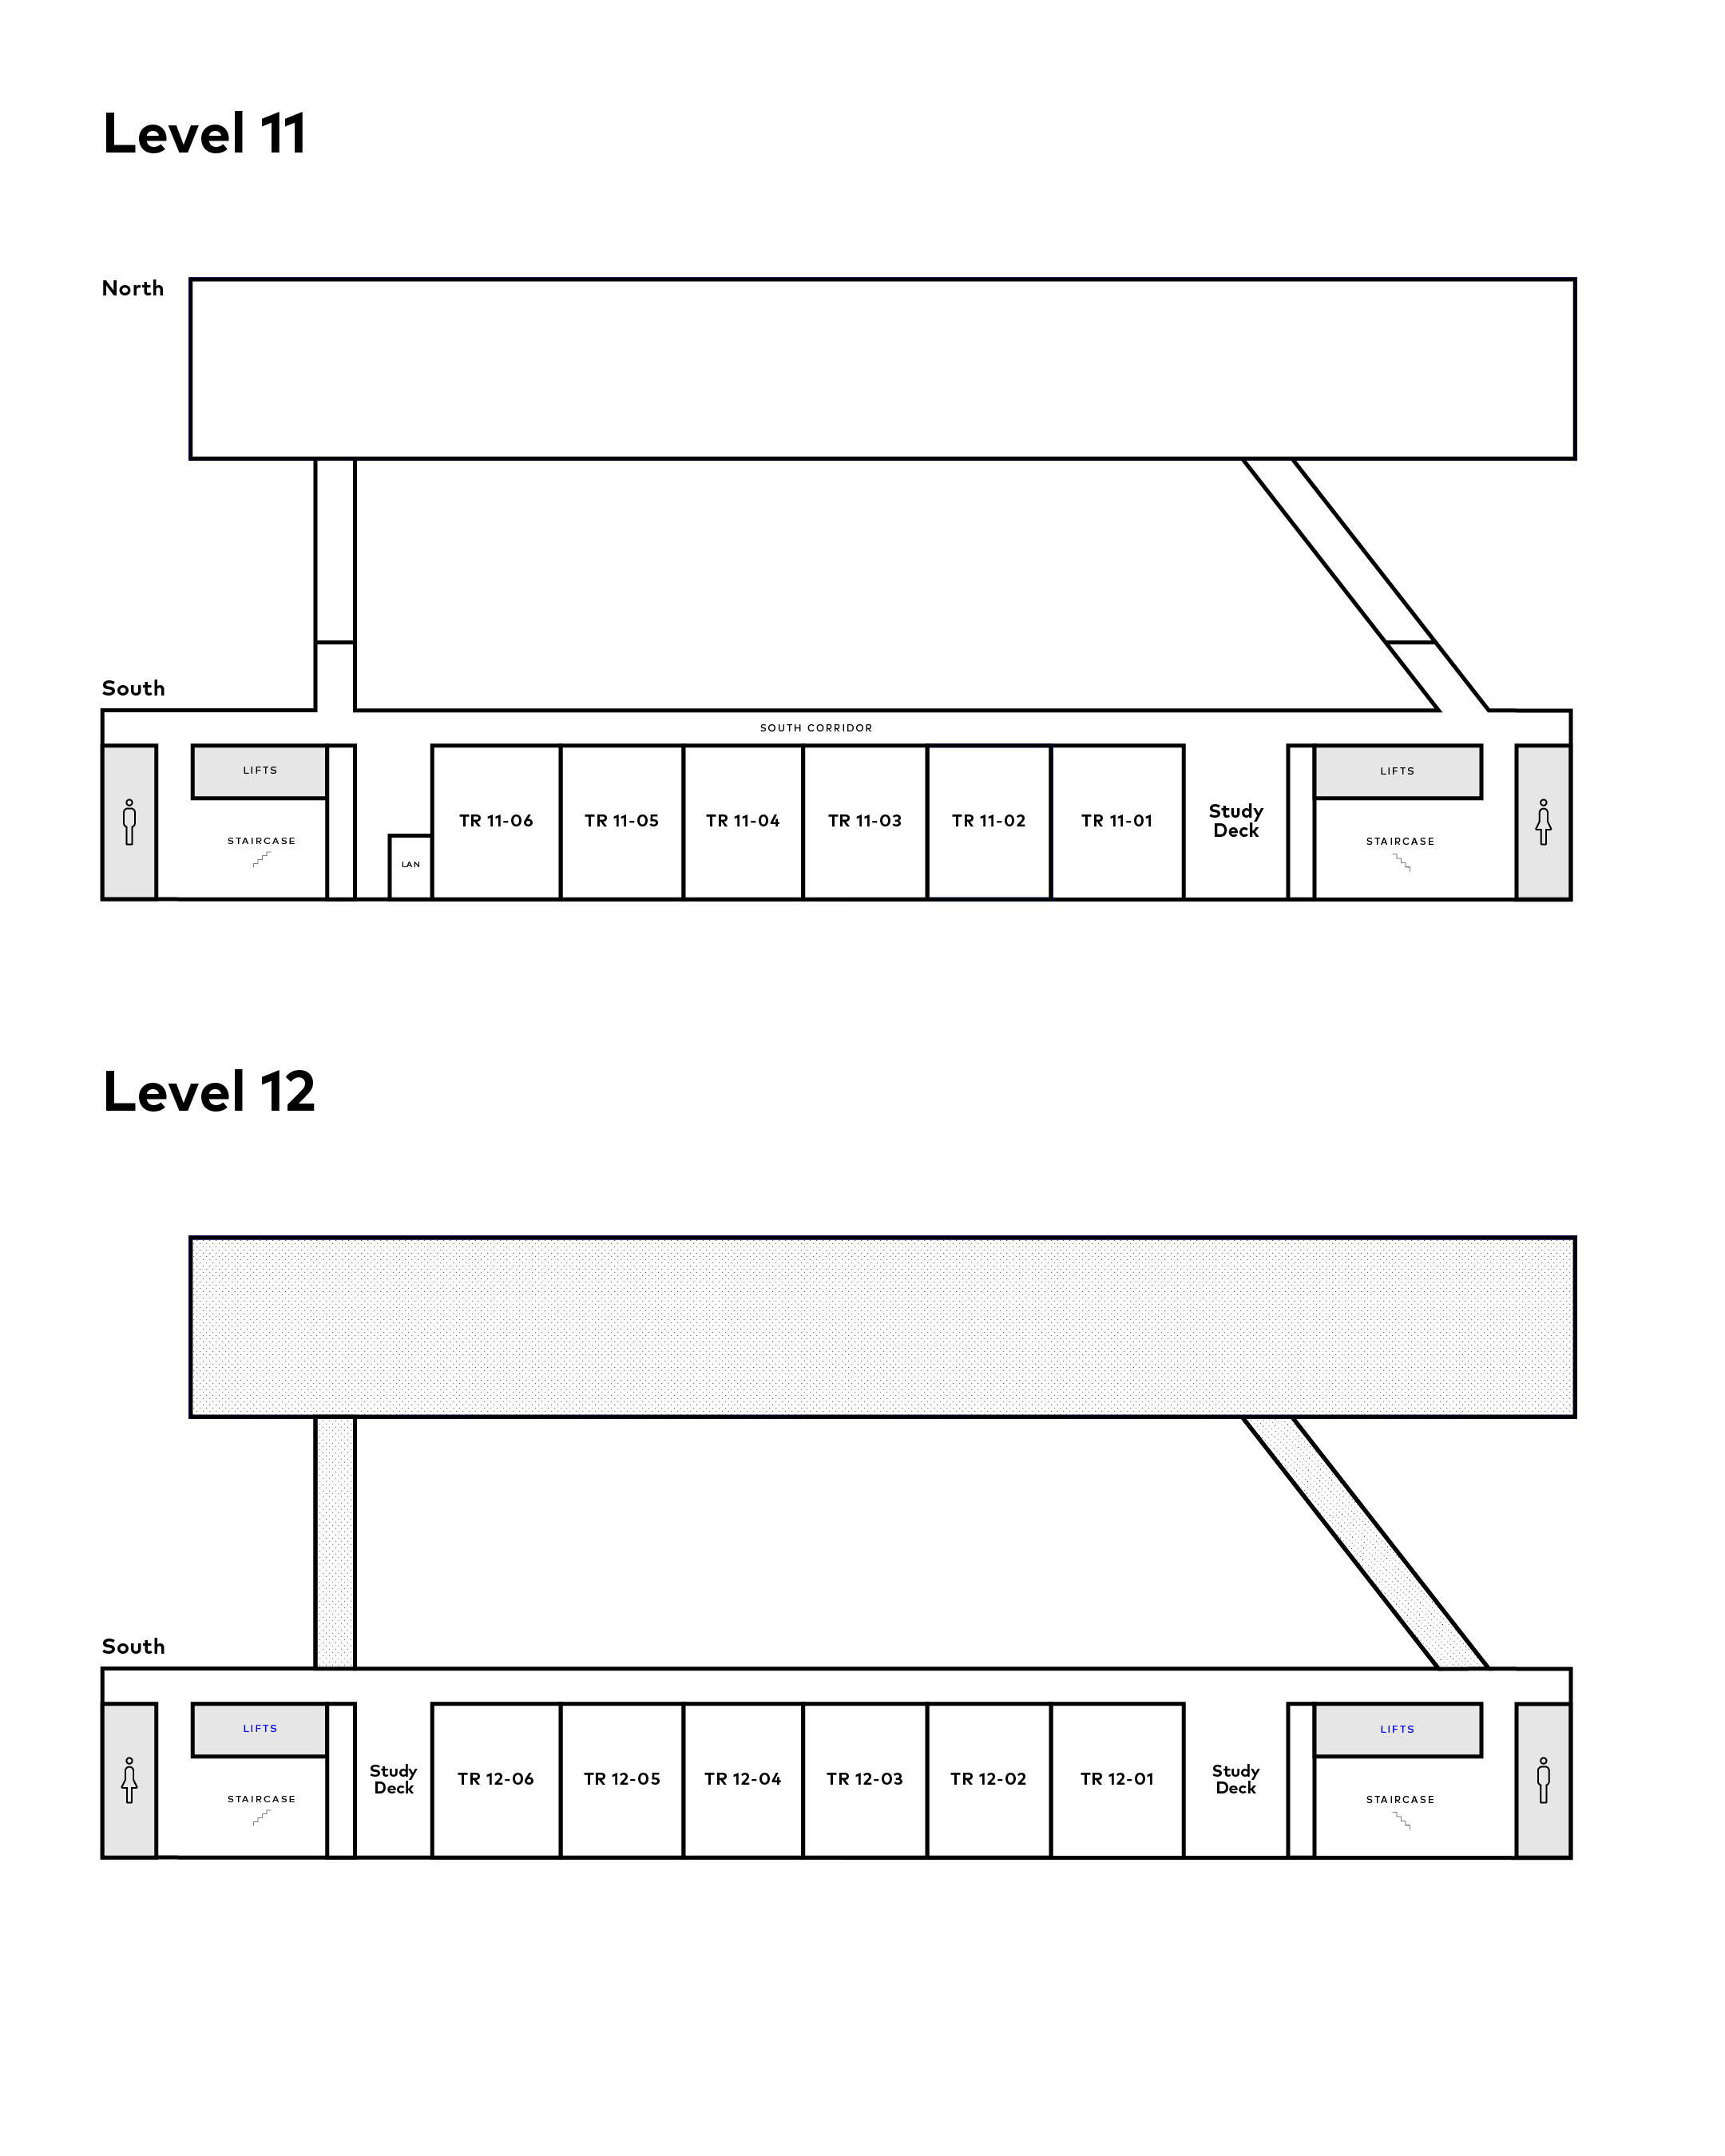 Level 11
North
South
SOUTH CORRIDOR
LIFTS
LIFTS
STAIRCASE
LAN
TR 11-06
TR 11-05
TR 11-04
TR 11-03
TR 11-02
TR 11-01
Study
Deck
STAIRCASE
Level 12
South
LIFTS
LIFTS
STAIRCASE
Study
Deck
TR 12-06
TR 12-05
TR 12-04
TR 12-03
TR 12-02
TR 12-01
Study
Deck
STAIRCASE